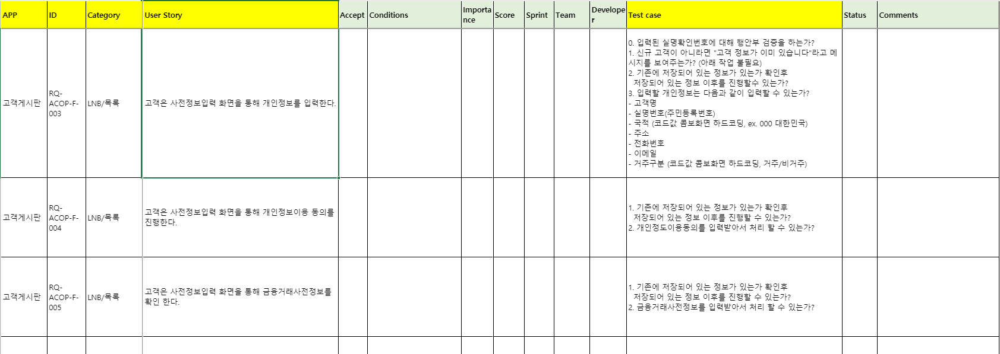 APP ID Category User Story Accept Conditions Importa
nce Score Sprint Team Develope
r Test case Status Comments
고객게시판
RQ-
ACOP-F-
003
LNB/목록
고객은 사전정보입력 화면을 통해 개인정보를 입력한다.
0. 입력된 실명확인번호에 대해 행안부 검증을 하는가?
1. 신규 고객이 아니라면 "고객 정보가 이미 있습니다"라고 메
시지를 보여주는가? (아래 작업 불필요)
2. 기존에 저장되어 있는 정보가 있는가 확인후
저장되어 있는 정보 이후를 진행할수 있는가?
3. 입력할 개인정보는 다음과 같이 입력할 수 있는가?
- 고객명
- 실명번호(주민등록번호)
- 국적 (코드값 콤보화면 하드코딩, ex. 000 대한민국)
- 주소
- 전화번호
- 이메일
- 거주구분 (코드값 콤보화면 하드코딩, 거주/비거주)
고객게시판
RQ-
ACOP-F-
004
LNB/목록
고객은 사전정보입력 화면을 통해 개인정보이용 동의를
진행한다.
1. 기존에 저장되어 있는 정보가 있는가 확인후
저장되어 있는 정보 이후를 진행할 수 있는가?
2. 개인정도이용동의를 입력받아서 처리 할 수 있는가?
고객게시판
RQ-
ACOP-F-
005
LNB/목록
고객은 사전정보입력 화면을 통해 금융거래사전정보를
확인 한다.
1. 기존에 저장되어 있는 정보가 있는가 확인후
저장되어 있는 정보 이후를 진행할 수 있는가?
2. 금융거래사전정보를 입력받아서 처리 할 수 있는가?